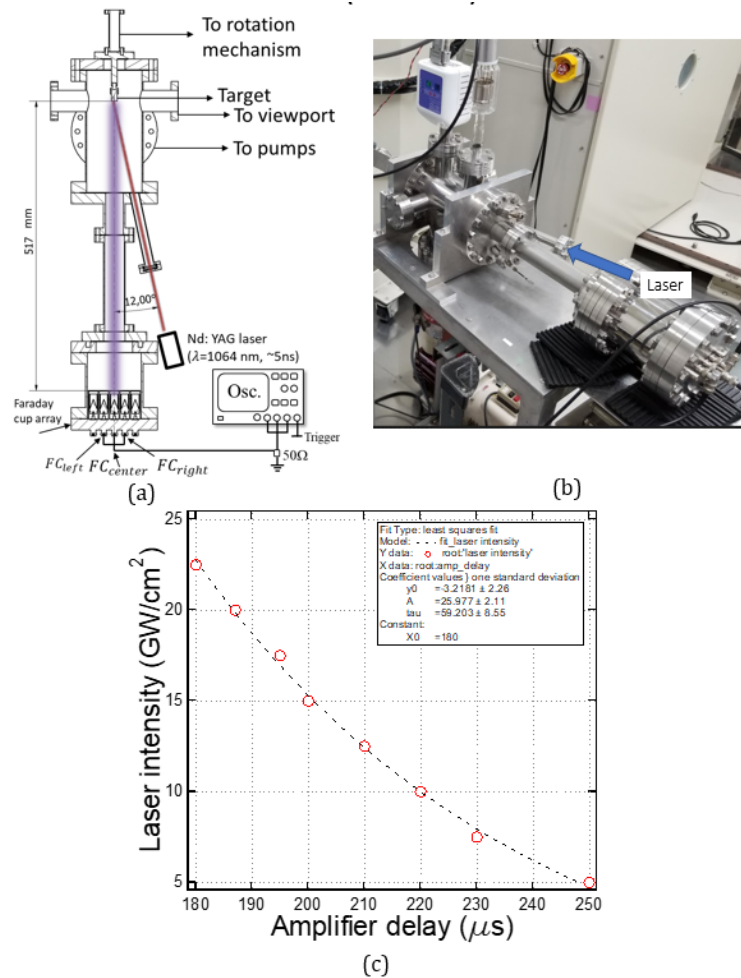 To rotation
mechanism
Target
To viewport
To pumps
517 mm
12,00°
Nd: YAG laser
(λ=1064 nm, ~5ns)
Osc.
Faraday
cup array
Trigger
50Ω
FC_left FC_center FC_right
(a)
Laser
(b)
Fit Type: least squares fit
Model: fit_laser intensity
Y data: root:'laser intensity'
X data: root:amp_delay
Coefficient values } one standard deviation
y0 =-3.2181 ± 2.26
A =25.977 ± 2.11
tau =59.203 ± 8.55
Constant:
X0 =180
Laser intensity (GW/cm²)
25
20
15
10
5
180 190 200 210 220 230 240 250
Amplifier delay (μs)
(c)